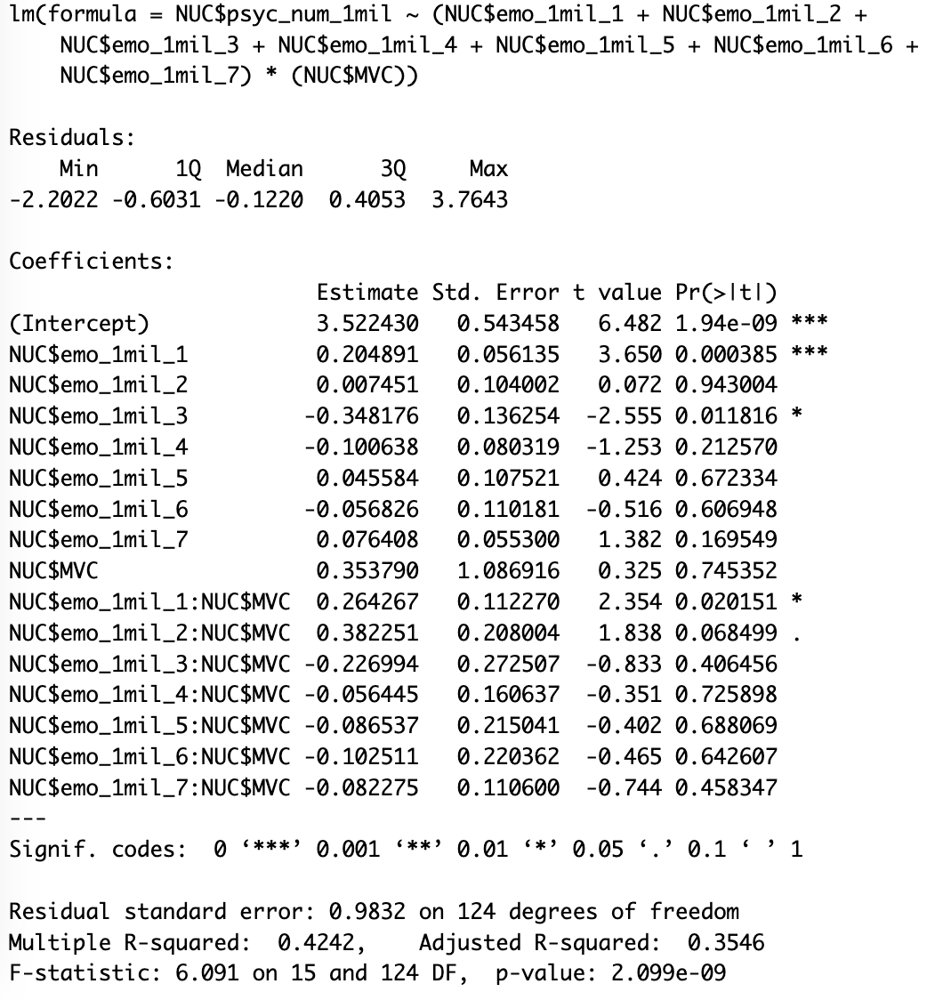 lm(formula = NUC$psyc_num_1mil ~ (NUC$emo_1mil_1 + NUC$emo_1mil_2 +
    NUC$emo_1mil_3 + NUC$emo_1mil_4 + NUC$emo_1mil_5 + NUC$emo_1mil_6 +
    NUC$emo_1mil_7) * (NUC$MVC))

Residuals:
    Min      1Q  Median      3Q     Max
-2.2022 -0.6031 -0.1220  0.4053  3.7643

Coefficients:
                        Estimate Std. Error t value Pr(>|t|)
(Intercept)             3.522430   0.543458   6.482 1.94e-09 ***
NUC$emo_1mil_1          0.204891   0.056135   3.650 0.000385 ***
NUC$emo_1mil_2          0.007451   0.104002   0.072 0.943004
NUC$emo_1mil_3         -0.348176   0.136254  -2.555 0.011816 *
NUC$emo_1mil_4         -0.100638   0.080319  -1.253 0.212570
NUC$emo_1mil_5          0.045584   0.107521   0.424 0.672334
NUC$emo_1mil_6         -0.056826   0.110181  -0.516 0.606948
NUC$emo_1mil_7          0.076408   0.055300   1.382 0.169549
NUC$MVC                 0.353790   1.086916   0.325 0.745352
NUC$emo_1mil_1:NUC$MVC  0.264267   0.112270   2.354 0.020151 *
NUC$emo_1mil_2:NUC$MVC  0.382251   0.208004   1.838 0.068499 .
NUC$emo_1mil_3:NUC$MVC -0.226994   0.272507  -0.833 0.406456
NUC$emo_1mil_4:NUC$MVC -0.056445   0.160637  -0.351 0.725898
NUC$emo_1mil_5:NUC$MVC -0.086537   0.215041  -0.402 0.688069
NUC$emo_1mil_6:NUC$MVC -0.102511   0.220362  -0.465 0.642607
NUC$emo_1mil_7:NUC$MVC -0.082275   0.110600  -0.744 0.458347
---
Signif. codes:  0 ‘***’ 0.001 ‘**’ 0.01 ‘*’ 0.05 ‘.’ 0.1 ‘ ’ 1

Residual standard error: 0.9832 on 124 degrees of freedom
Multiple R-squared:  0.4242,    Adjusted R-squared:  0.3546
F-statistic: 6.091 on 15 and 124 DF,  p-value: 2.099e-09